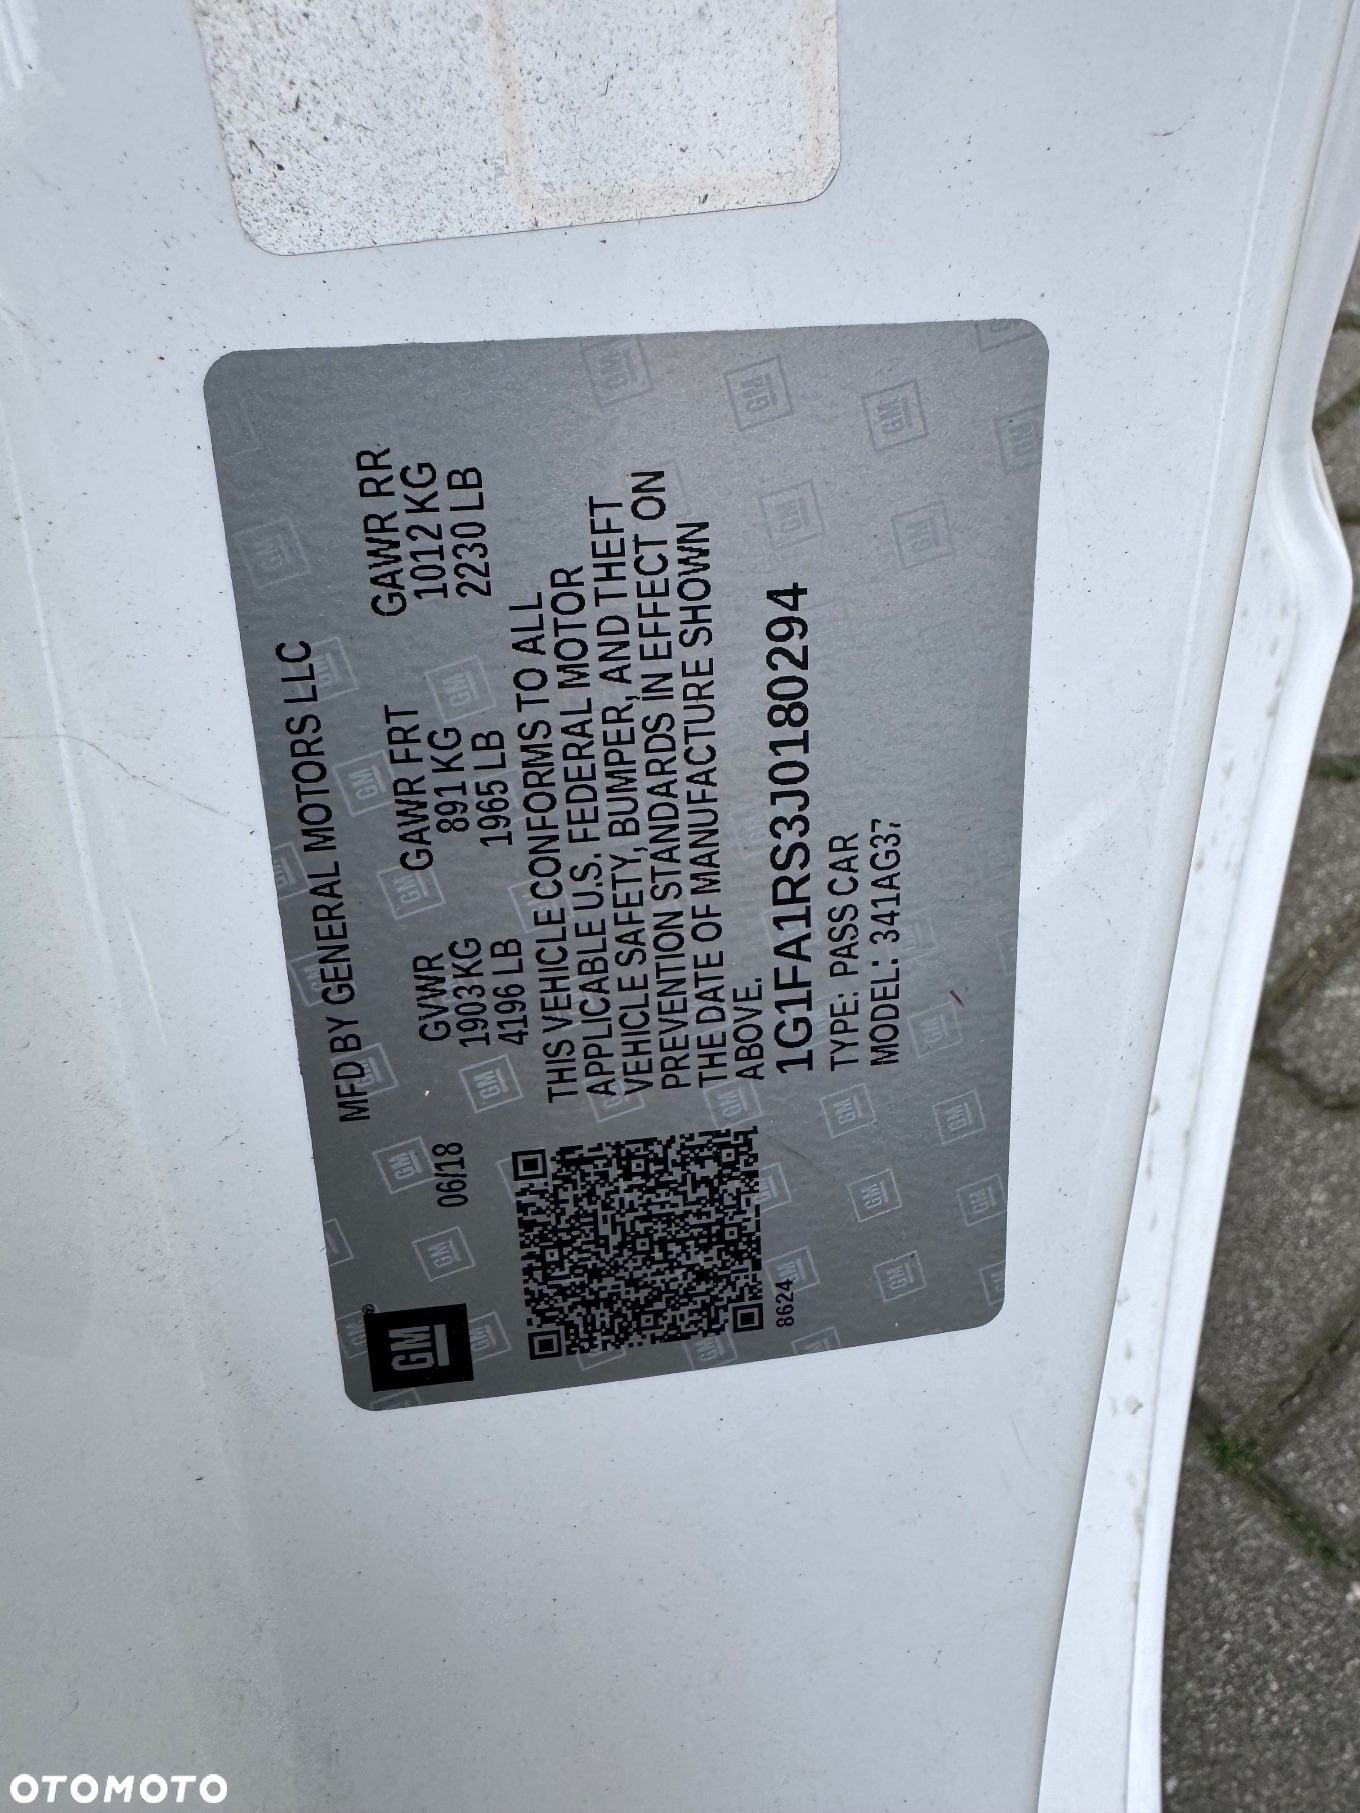 MFD BY GENERAL MOTORS LLC
GM®
06/18
GVWR GAWR FRT GAWR RR
1903 KG 891 KG 1012 KG
4196 LB 1965 LB 2230 LB
THIS VEHICLE CONFORMS TO ALL
APPLICABLE U.S. FEDERAL MOTOR
VEHICLE SAFETY, BUMPER, AND THEFT
PREVENTION STANDARDS IN EFFECT ON
THE DATE OF MANUFACTURE SHOWN
ABOVE.
8624
1G1FA1RS3J0180294
TYPE: PASS CAR
MODEL: 341AG37
OTOMOTO